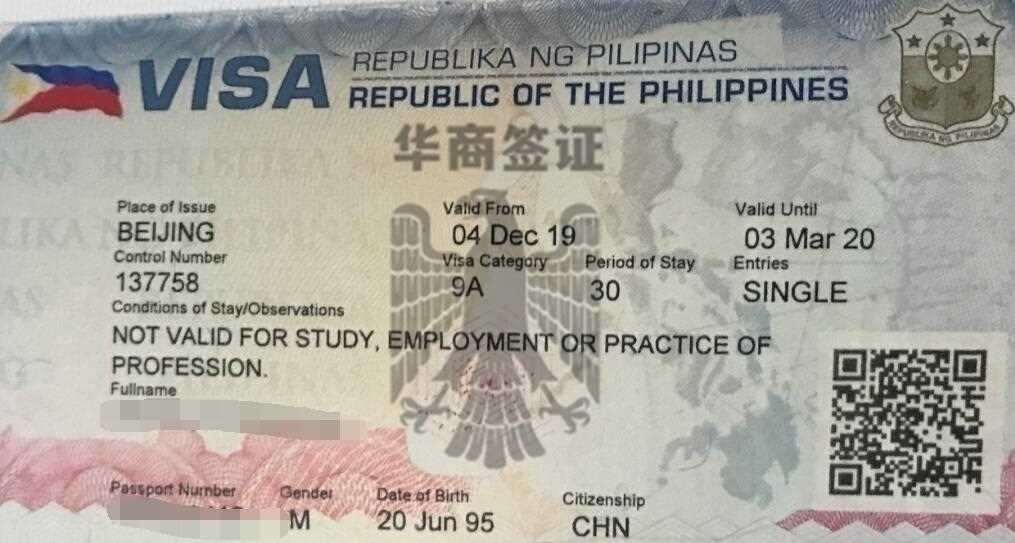 VISA
REPUBLIKA NG PILIPINAS
REPUBLIC OF THE PHILIPPINES
REPUBLIKA NG PILIPINAS
华商签证
Place of Issue Valid From Valid Until
BEIJING 04 Dec 19 03 Mar 20
Control Number Visa Category Period of Stay Entries
137758 9A 30 SINGLE
Conditions of Stay/Observations
NOT VALID FOR STUDY, EMPLOYMENT OR PRACTICE OF
PROFESSION.
Fullname
Passport Number Gender Date of Birth Citizenship
M 20 Jun 95 CHN